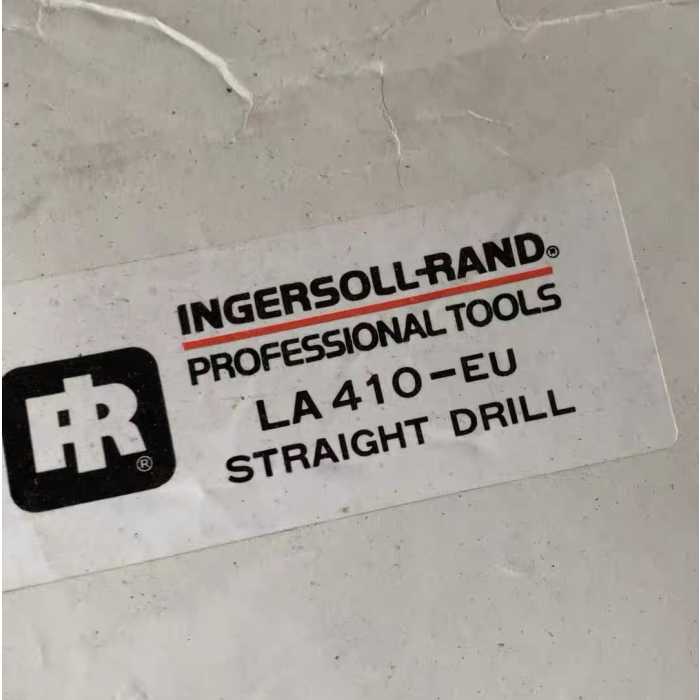 INGERSOLL-RAND®
PROFESSIONAL TOOLS
LA 410-EU
STRAIGHT DRILL
IR®